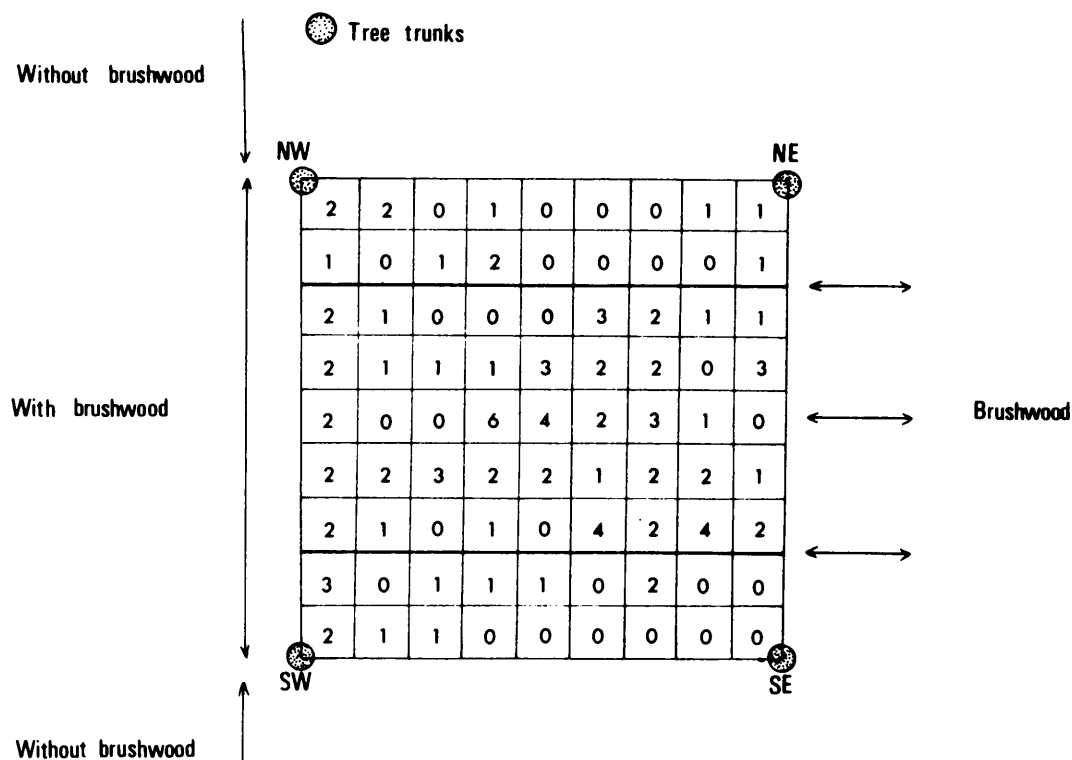 Tree trunks
Without brushwood
NW NE
2 2 0 1 0 0 0 1 1
1 0 1 2 0 0 0 0 1
2 1 0 0 0 3 2 1 1
2 1 1 1 3 2 2 0 3
With brushwood
2 0 0 6 4 2 3 1 0
Brushwood
2 2 3 2 2 1 2 2 1
2 1 0 1 0 4 2 4 2
3 0 1 1 1 0 2 0 0
2 1 1 0 0 0 0 0 0
SW SE
Without brushwood